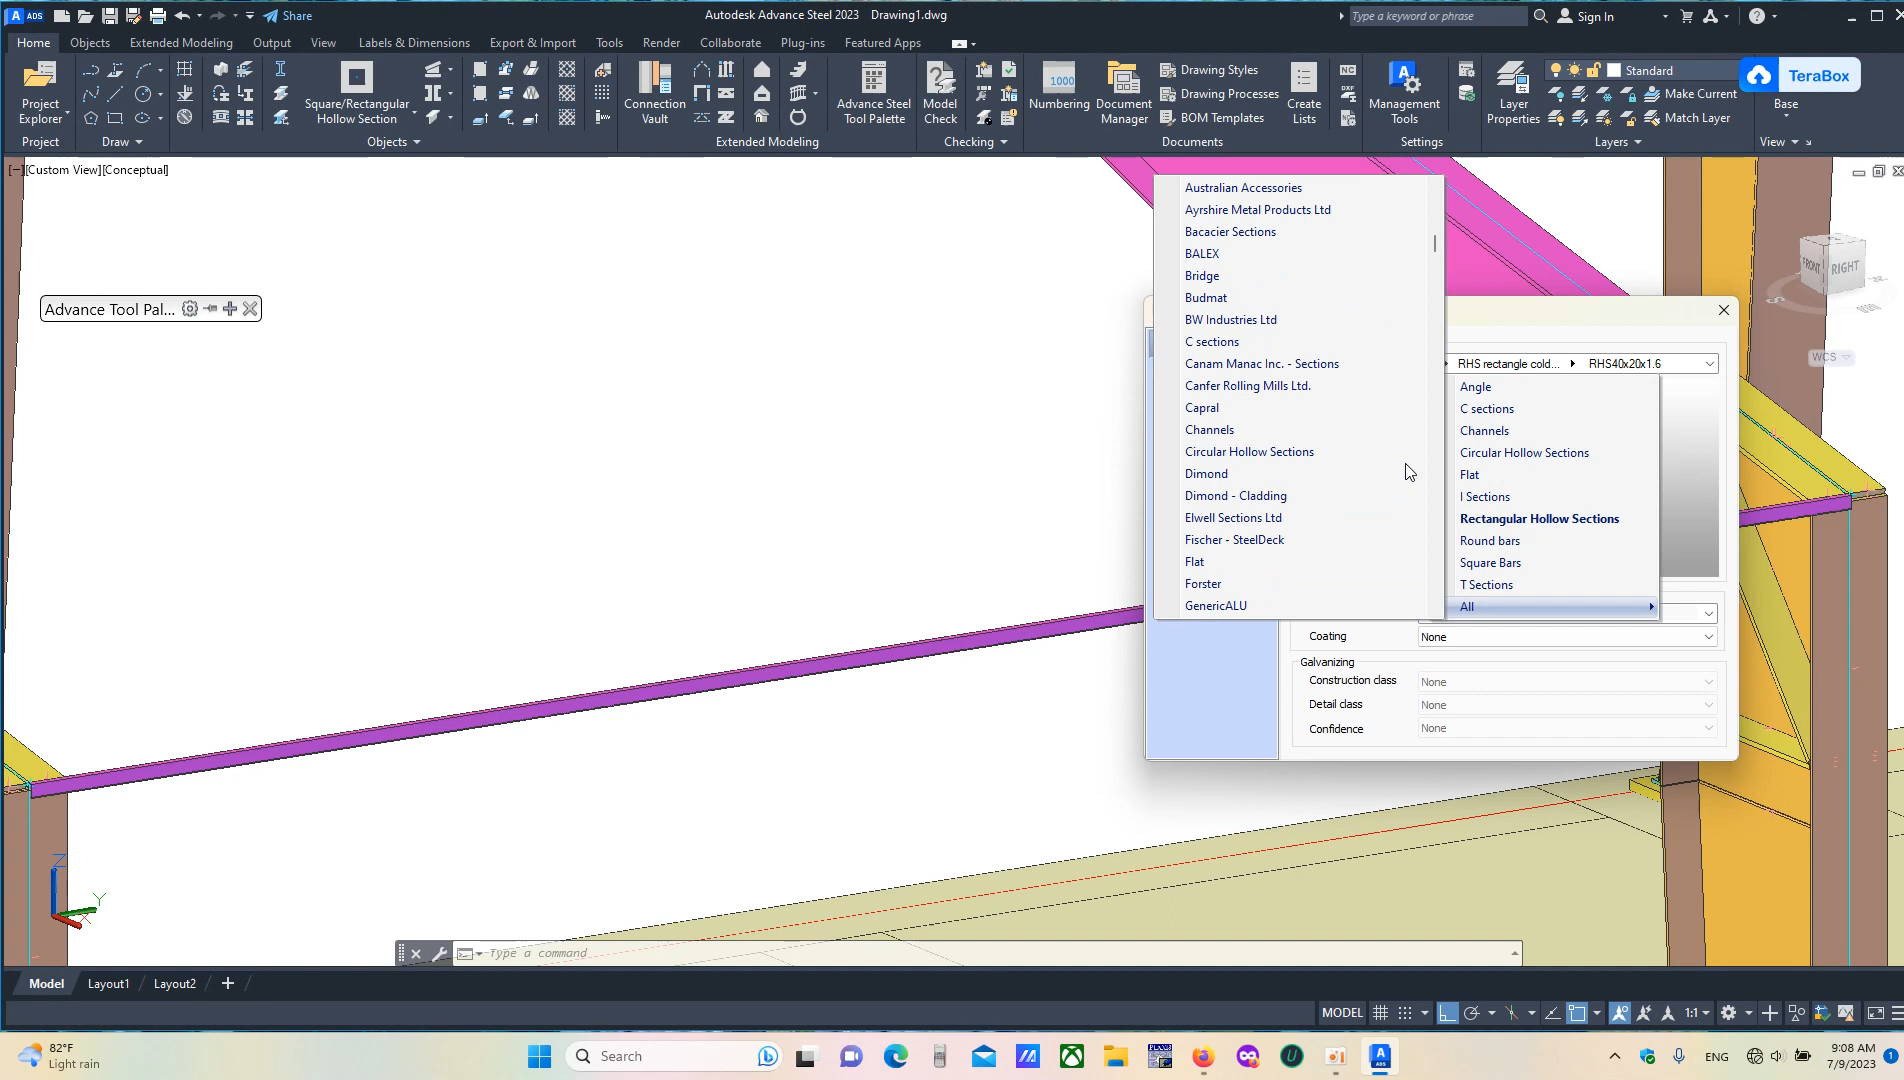 A ADS
Share
Autodesk Advance Steel 2023 Drawing1.dwg
Type a keyword or phrase
Sign In
Home
Objects
Extended Modeling
Output
View
Labels & Dimensions
Export & Import
Tools
Render
Collaborate
Plug-ins
Featured Apps
Project
Explorer
Square/Rectangular
Hollow Section
Connection
Vault
Advance Steel
Tool Palette
Model
Check
1000
Numbering
Document
Manager
Drawing Styles
Drawing Processes
BOM Templates
Create
Lists
NC
DXF
Management
Tools
Layer
Properties
Standard
Make Current
Match Layer
TeraBox
Base
Project
Draw
Objects
Extended Modeling
Checking
Documents
Settings
Layers
View
[−][Custom View][Conceptual]
Advance Tool Pal...
FRONT
RIGHT
S
WCS
Australian Accessories
Ayrshire Metal Products Ltd
Bacacier Sections
BALEX
Bridge
Budmat
BW Industries Ltd
C sections
Canam Manac Inc. - Sections
Canfer Rolling Mills Ltd.
Capral
Channels
Circular Hollow Sections
Dimond
Dimond - Cladding
Elwell Sections Ltd
Fischer - SteelDeck
Flat
Forster
GenericALU
RHS rectangle cold...
RHS40x20x1.6
Angle
C sections
Channels
Circular Hollow Sections
Flat
I Sections
Rectangular Hollow Sections
Round bars
Square Bars
T Sections
All
Coating
None
Galvanizing
Construction class
None
Detail class
None
Confidence
None
Z
Y
X
Type a command
Model
Layout1
Layout2
MODEL
1:1
82°F
Light rain
Search
ENG
9:08 AM
7/9/2023
1